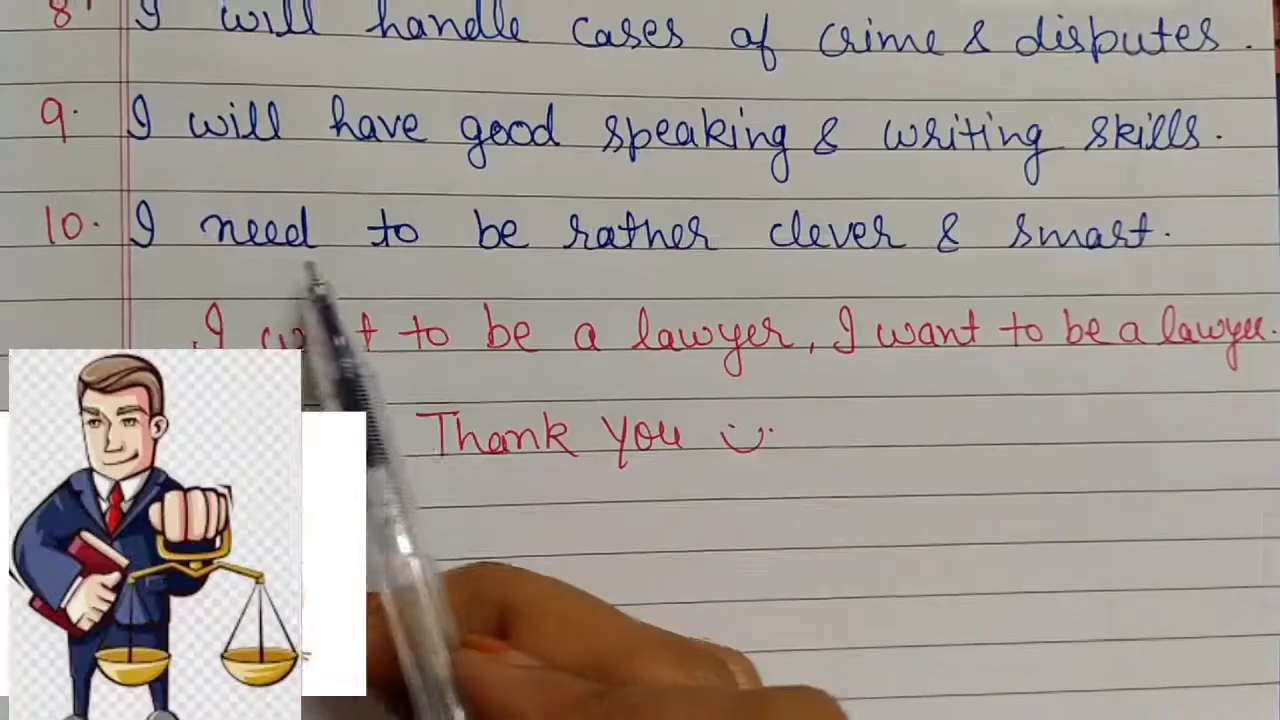 8. I will handle cases of crime & disputes.
9. I will have good speaking & writing skills.
10. I need to be rather clever & smart.
I want to be a lawyer, I want to be a lawyer.
Thank you